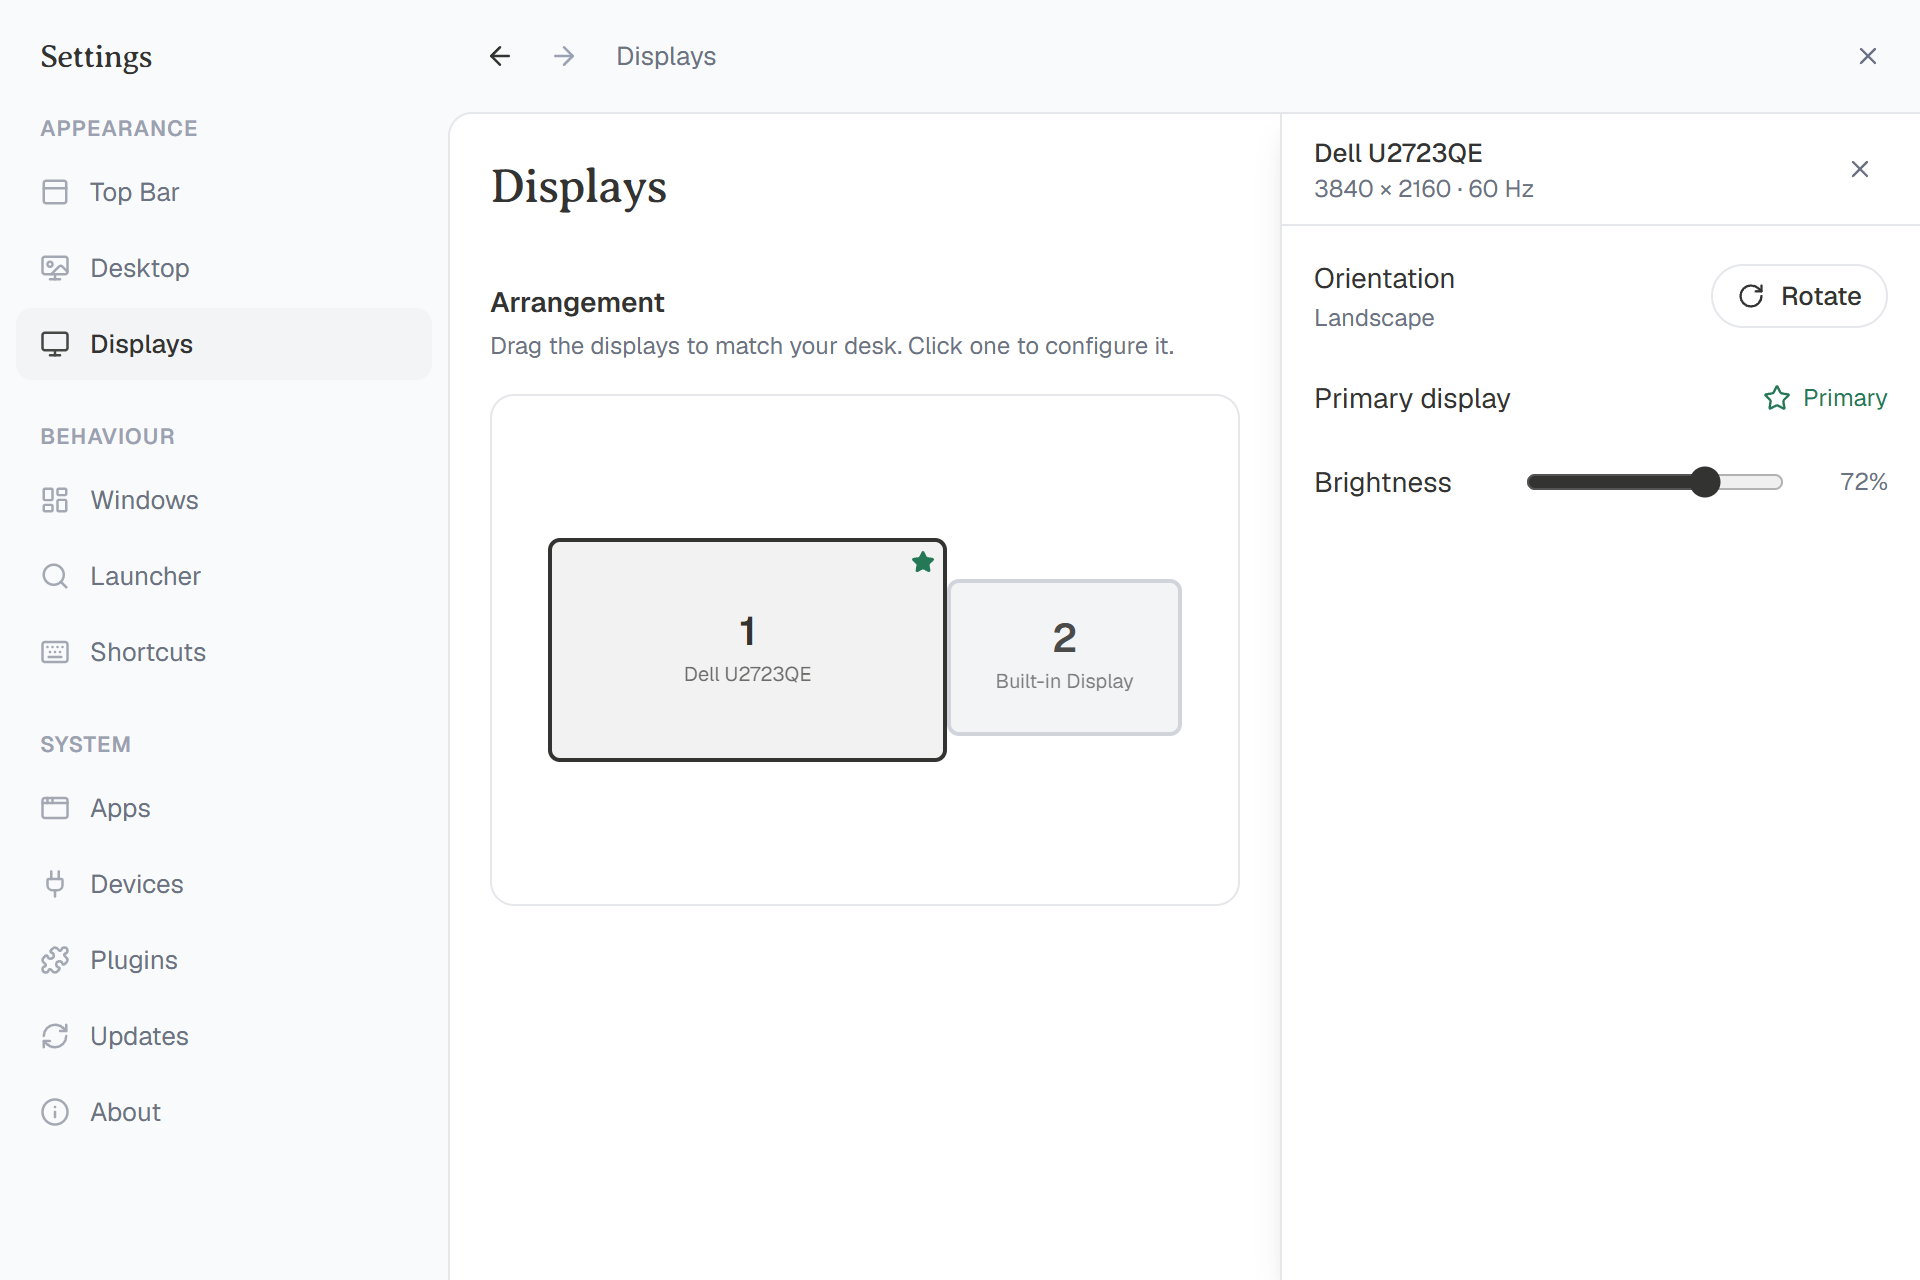 Settings
APPEARANCE
Top Bar
Desktop
Displays
BEHAVIOUR
Windows
Launcher
Shortcuts
SYSTEM
Apps
Devices
Plugins
Updates
About
Displays
Displays
Arrangement
Drag the displays to match your desk. Click one to configure it.
1
Dell U2723QE
2
Built-in Display
Dell U2723QE
3840 × 2160 · 60 Hz
Orientation
Landscape
Rotate
Primary display
Primary
Brightness
72%